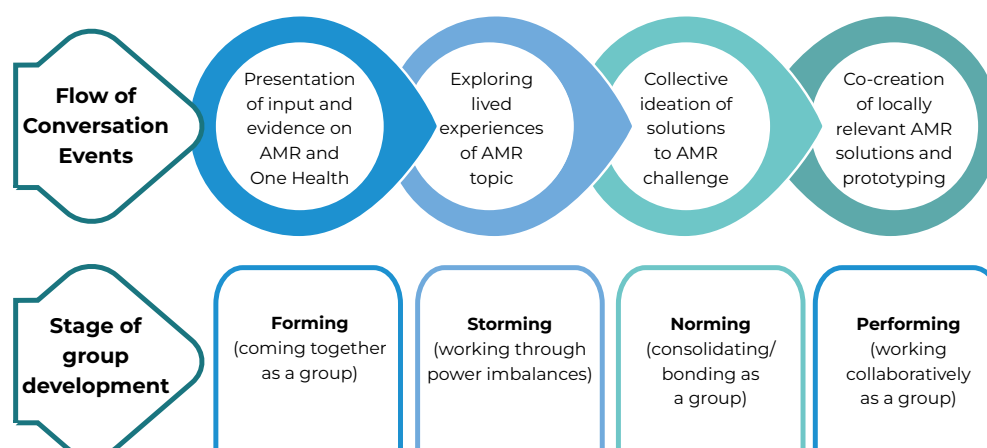 Flow of
Conversation
Events
Presentation
of input and
evidence on
AMR and
One Health
Exploring
lived
experiences
of AMR
topic
Collective
ideation of
solutions
to AMR
challenge
Co-creation
of locally
relevant AMR
solutions and
prototyping
Stage of
group
development
Forming
(coming together
as a group)
Storming
(working through
power imbalances)
Norming
(consolidating/
bonding as
a group)
Performing
(working
collaboratively
as a group)